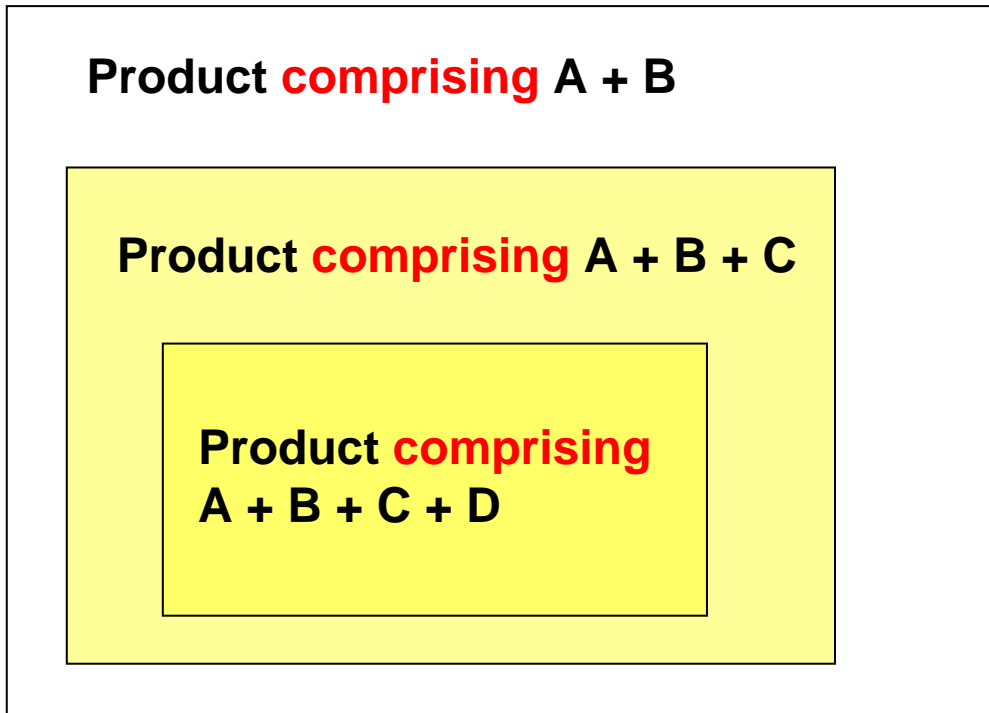 Product comprising A + B
Product comprising A + B + C
Product comprising
A + B + C + D